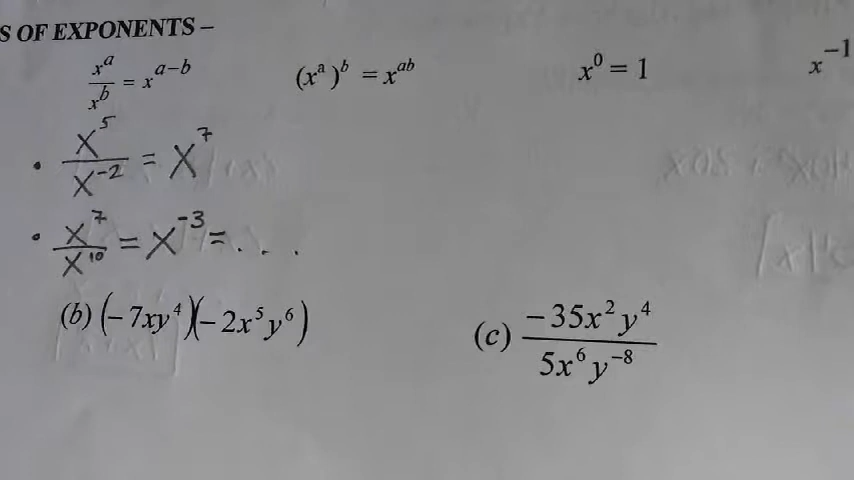 S OF EXPONENTS –
x^a / x^b = x^(a–b)
(x^a)^b = x^(ab)
x^0 = 1
x^(–1)
• x^5 / x^(-2) = x^7
• x^7 / x^10 = x^(-3) = . . .
(b) (– 7xy^4)(– 2x^5y^6)
(c) –35x^2y^4 / 5x^6y^(–8)